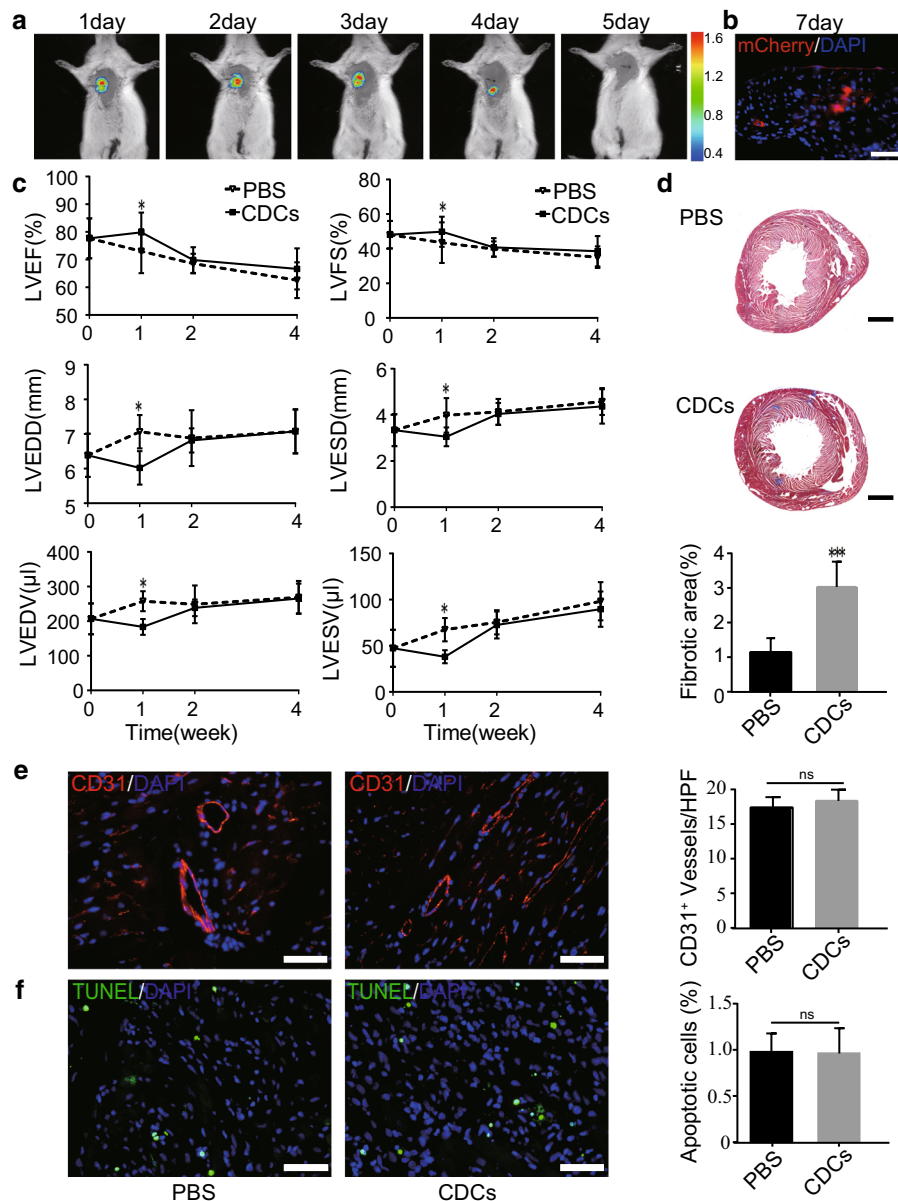 a
1day 2day 3day 4day 5day
1.6
1.2
0.8
0.4
b
7day
mCherry/DAPI
c
LVEF(%)
100
90
80
70
60
50
*
PBS
CDCs
0 1 2 4
LVFS(%)
80
60
40
20
0
*
PBS
CDCs
0 1 2 4
LVEDD(mm)
9
8
7
6
5
*
0 1 2 4
LVESD(mm)
6
4
2
0
*
0 1 2 4
LVEDV(µl)
400
300
200
100
0
*
0 1 2 4
Time(week)
LVESV(µl)
150
100
50
0
*
0 1 2 4
Time(week)
d
PBS
CDCs
Fibrotic area(%)
4
3
2
1
0
***
PBS CDCs
e
CD31/DAPI
CD31/DAPI
CD31+ Vessels/HPF
20
15
10
5
0
ns
PBS CDCs
f
TUNEL/DAPI
TUNEL/DAPI
PBS CDCs
Apoptotic cells (%)
1.5
1.0
0.5
0
ns
PBS CDCs